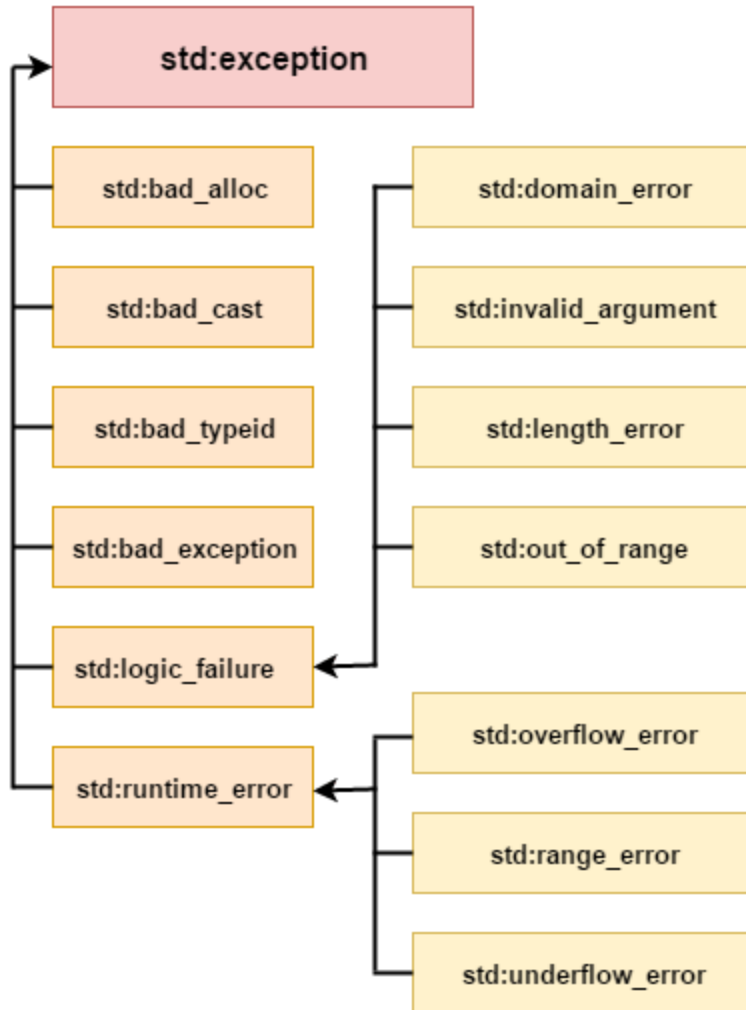 std:exception
std:bad_alloc
std:bad_cast
std:bad_typeid
std:bad_exception
std:logic_failure
std:runtime_error
std:domain_error
std:invalid_argument
std:length_error
std:out_of_range
std:overflow_error
std:range_error
std:underflow_error